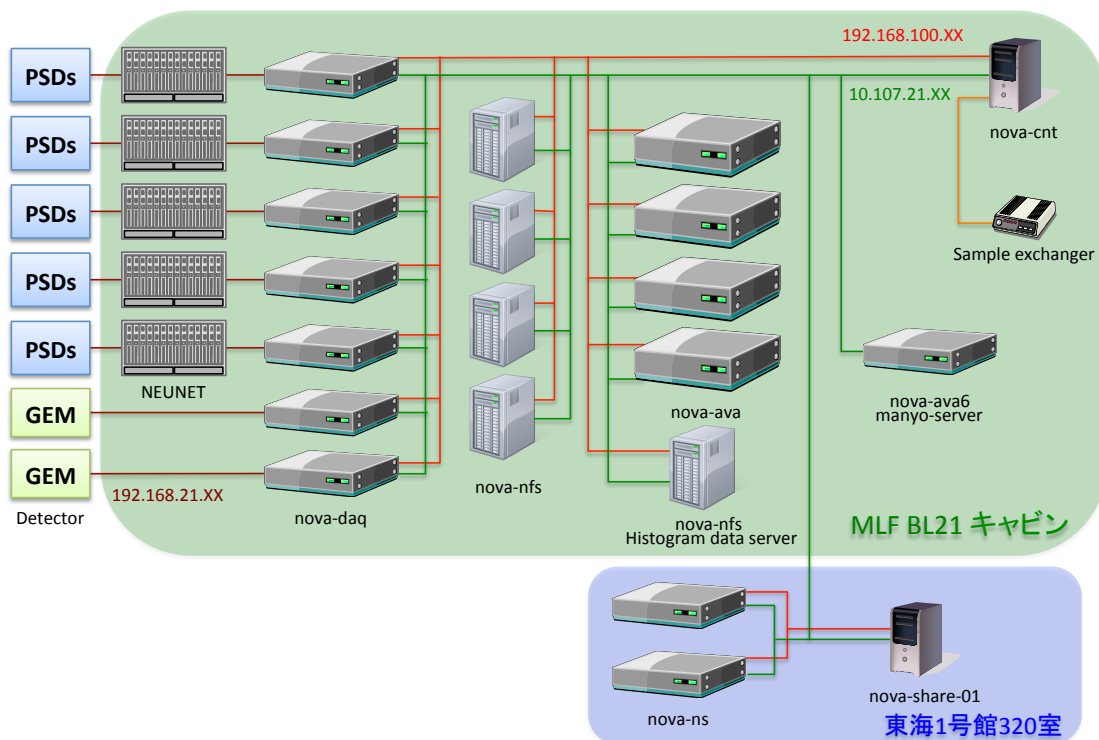 192.168.100.XX
PSDs
10.107.21.XX
nova-cnt
PSDs
PSDs
Sample exchanger
PSDs
PSDs
NEUNET
nova-ava
nova-ava6
manyo-server
GEM
GEM
192.168.21.XX
nova-nfs
Detector
nova-daq
nova-nfs
Histogram data server
MLF BL21 キャビン
nova-share-01
nova-ns
東海1号館320室